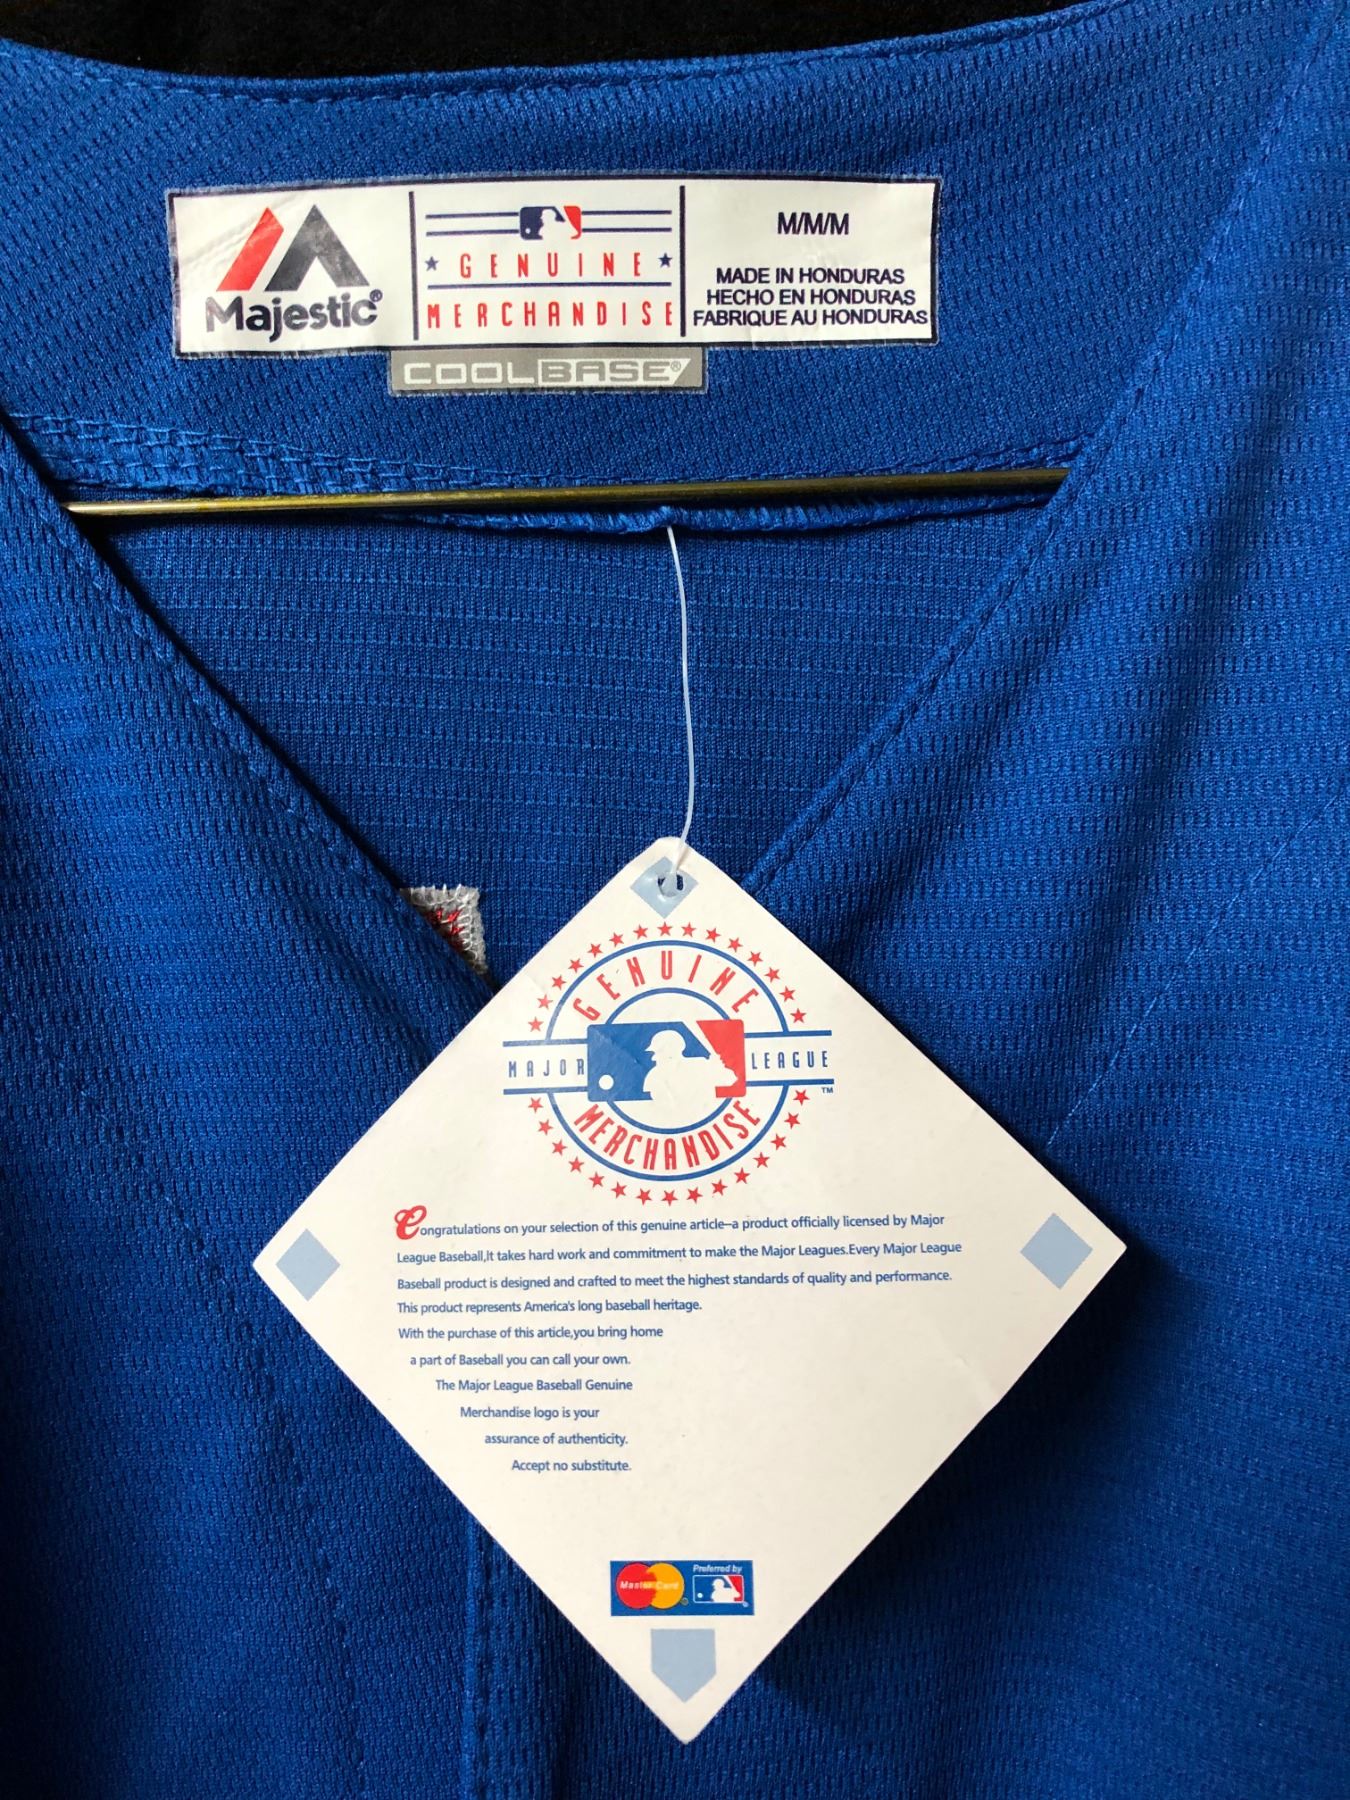 Majestic®
GENUINE
MERCHANDISE
M/M/M
MADE IN HONDURAS
HECHO EN HONDURAS
FABRIQUE AU HONDURAS
COOLBASE®
GENUINE
MAJOR LEAGUE
™
MERCHANDISE
Congratulations on your selection of this genuine article–a product officially licensed by Major
League Baseball,It takes hard work and commitment to make the Major Leagues.Every Major League
Baseball product is designed and crafted to meet the highest standards of quality and performance.
This product represents America's long baseball heritage.
With the purchase of this article,you bring home
a part of Baseball you can call your own.
The Major League Baseball Genuine
Merchandise logo is your
assurance of authenticity.
Accept no substitute.
MasterCard ®
Preferred by
®